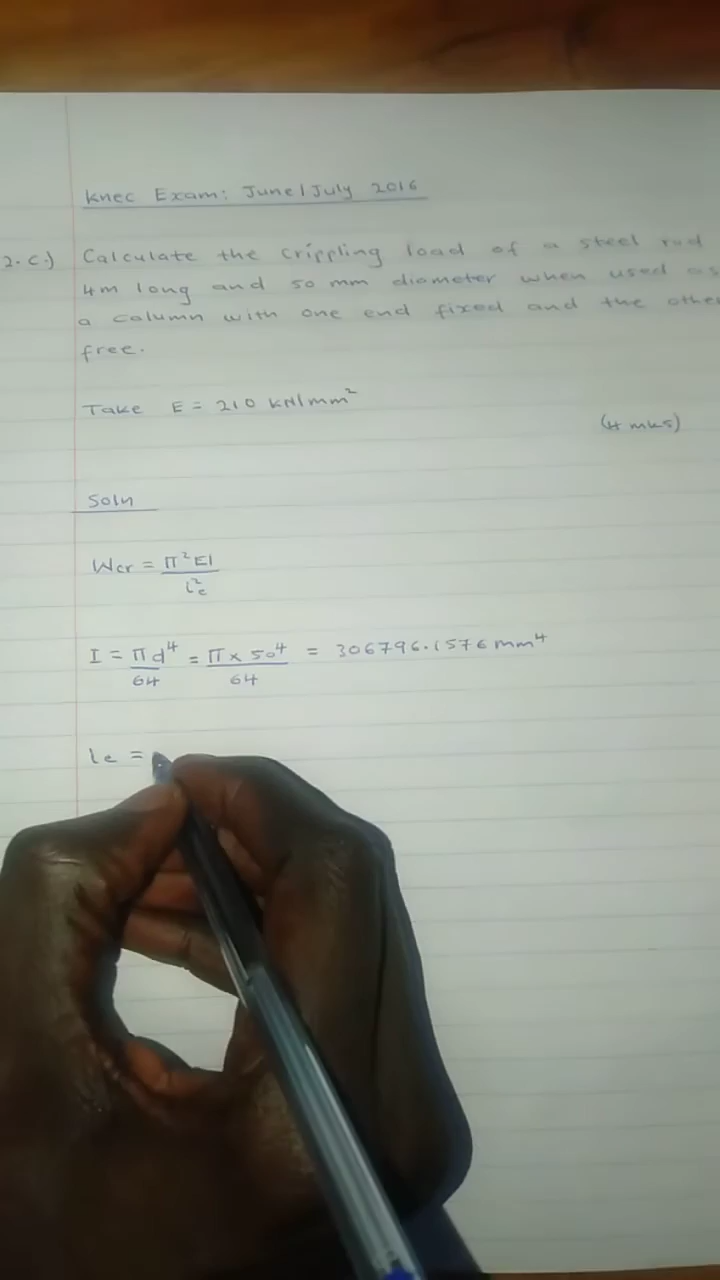 Knec Exam: June/July 2016
2.c.) Calculate the crippling load of a steel rod
4m long and 50 mm diameter when used as
a column with one end fixed and the other
free.
Take E = 210 kN/mm²
(4 mks)
Soln
Wcr = π²EI / l²e
I = πd⁴/64 = π x 50⁴/64 = 306796.1576 mm⁴
le =